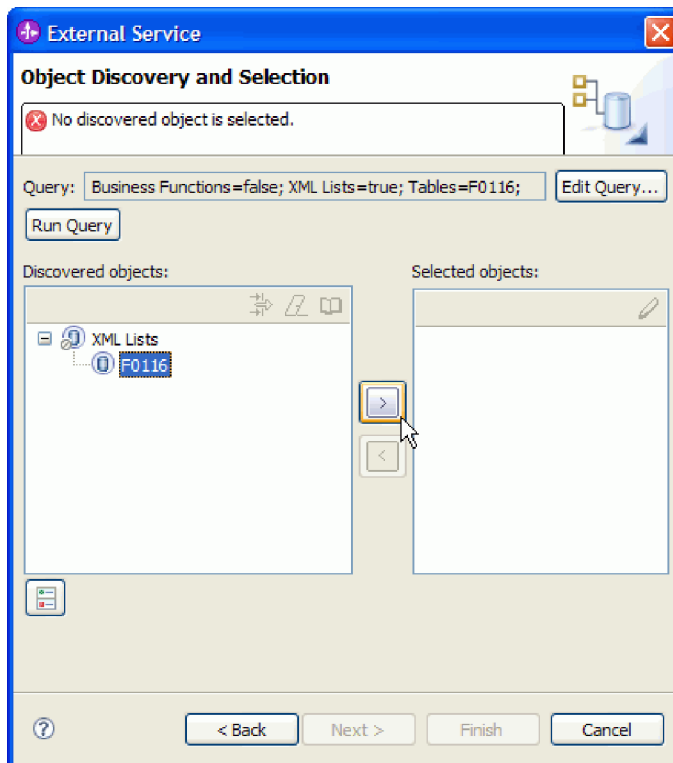 External Service
Object Discovery and Selection
No discovered object is selected.
Query: Business Functions=false; XML Lists=true; Tables=F0116; Edit Query...
Run Query
Discovered objects: Selected objects:
XML Lists
F0116
>
<
? < Back Next > Finish Cancel